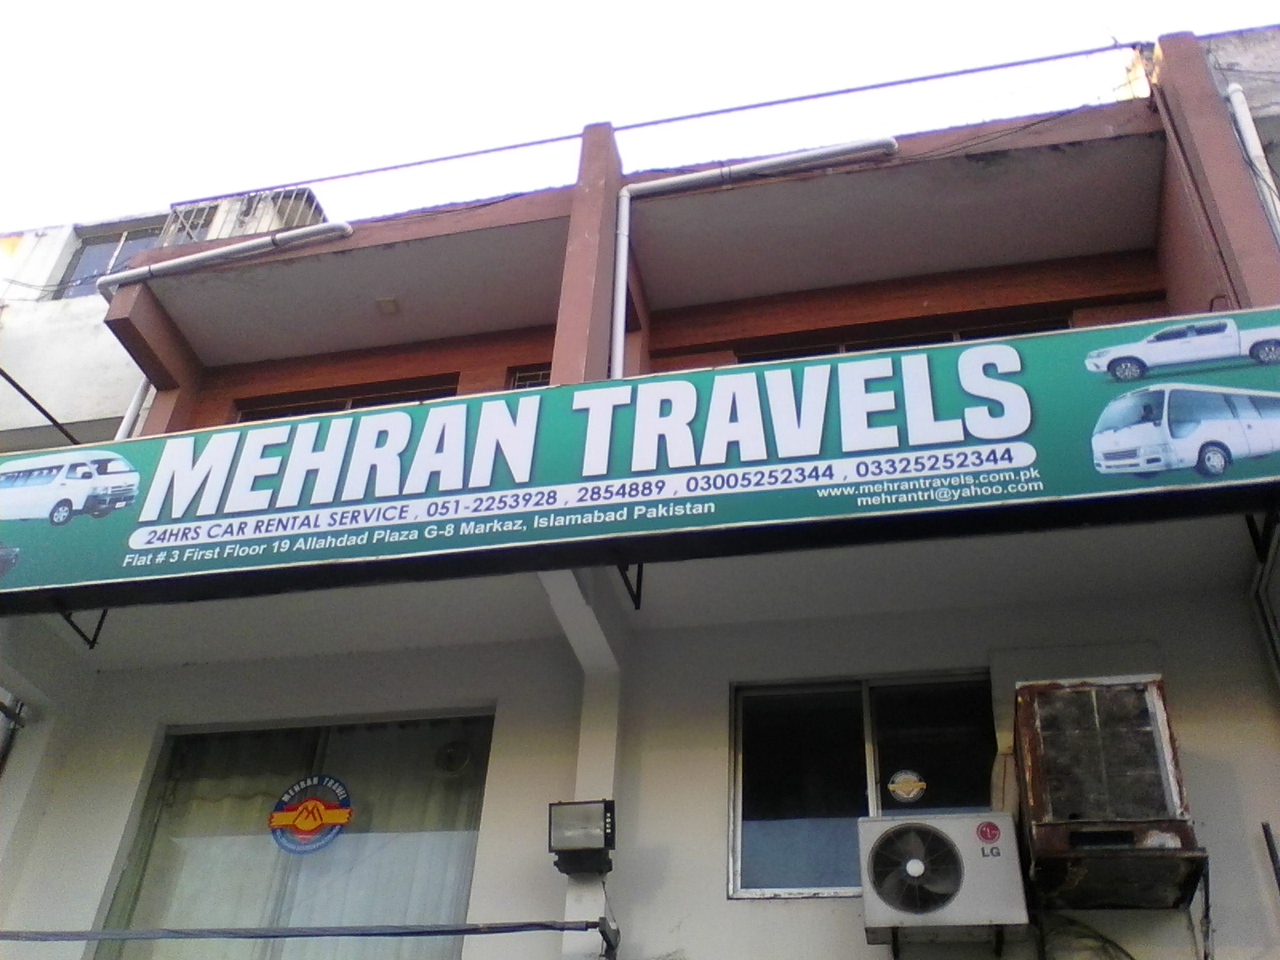 MEHRAN TRAVELS
24HRS CAR RENTAL SERVICE, 051-2253928, 2854889, 03005252344, 03325252344
Flat # 3 First Floor 19 Allahdad Plaza G-8 Markaz, Islamabad Pakistan
www.mehrantravels.com.pk
mehrantrl@yahoo.com
MEHRAN TRAVEL
LG